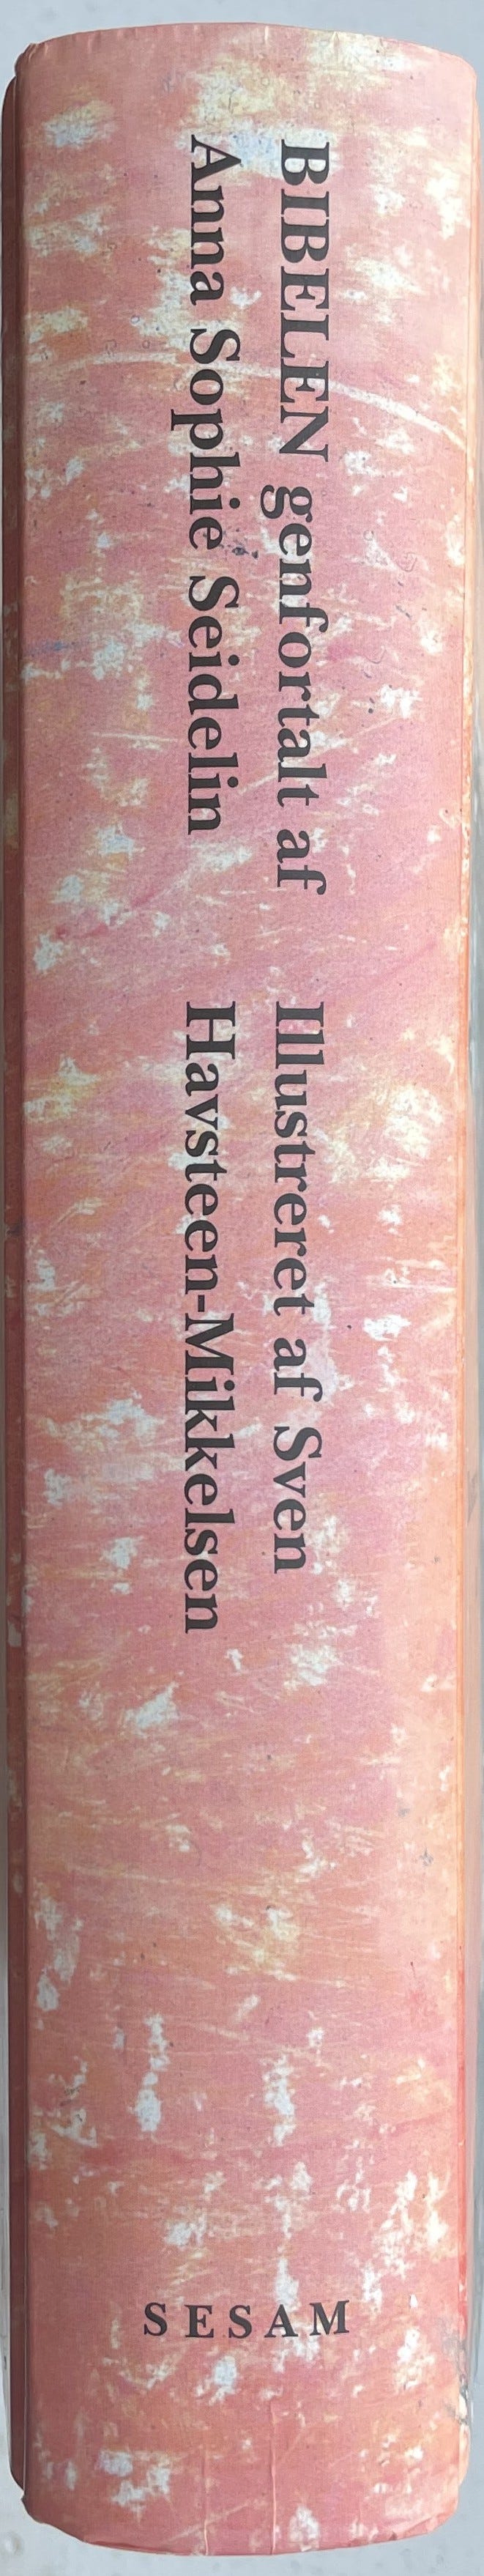 BIBELEN genfortalt af
Anna Sophie Seidelin
Illustreret af Sven
Havsteen-Mikkelsen
SESAM